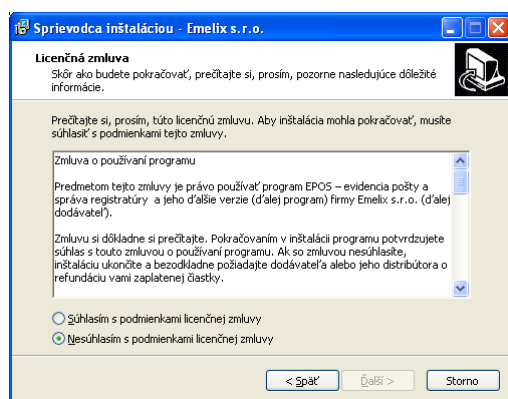 Sprievodca inštaláciou - Emelix s.r.o.
Licenčná zmluva
Skôr ako budete pokračovať, prečítajte si, prosím, pozorne nasledujúce dôležité
informácie.
Prečítajte si, prosím, túto licenčnú zmluvu. Aby inštalácia mohla pokračovať, musíte
súhlasiť s podmienkami tejto zmluvy.
Zmluva o používaní programu
Predmetom tejto zmluvy je právo používať program EPOS – evidencia pošty a
správa registratúry  a jeho ďalšie verzie (ďalej program) firmy Emelix s.r.o. (ďalej
dodávateľ).
Zmluvu si dôkladne si prečítajte. Pokračovaním v inštalácii programu potvrdzujete
súhlas s touto zmluvou o používaní programu. Ak so zmluvou nesúhlasíte,
inštaláciu ukončite a bezodkladne požiadajte dodávateľa alebo jeho distribútora o
refundáciu vami zaplatenej čiastky.
Súhlasím s podmienkami licenčnej zmluvy
Nesúhlasím s podmienkami licenčnej zmluvy
< Späť
Ďalší >
Storno